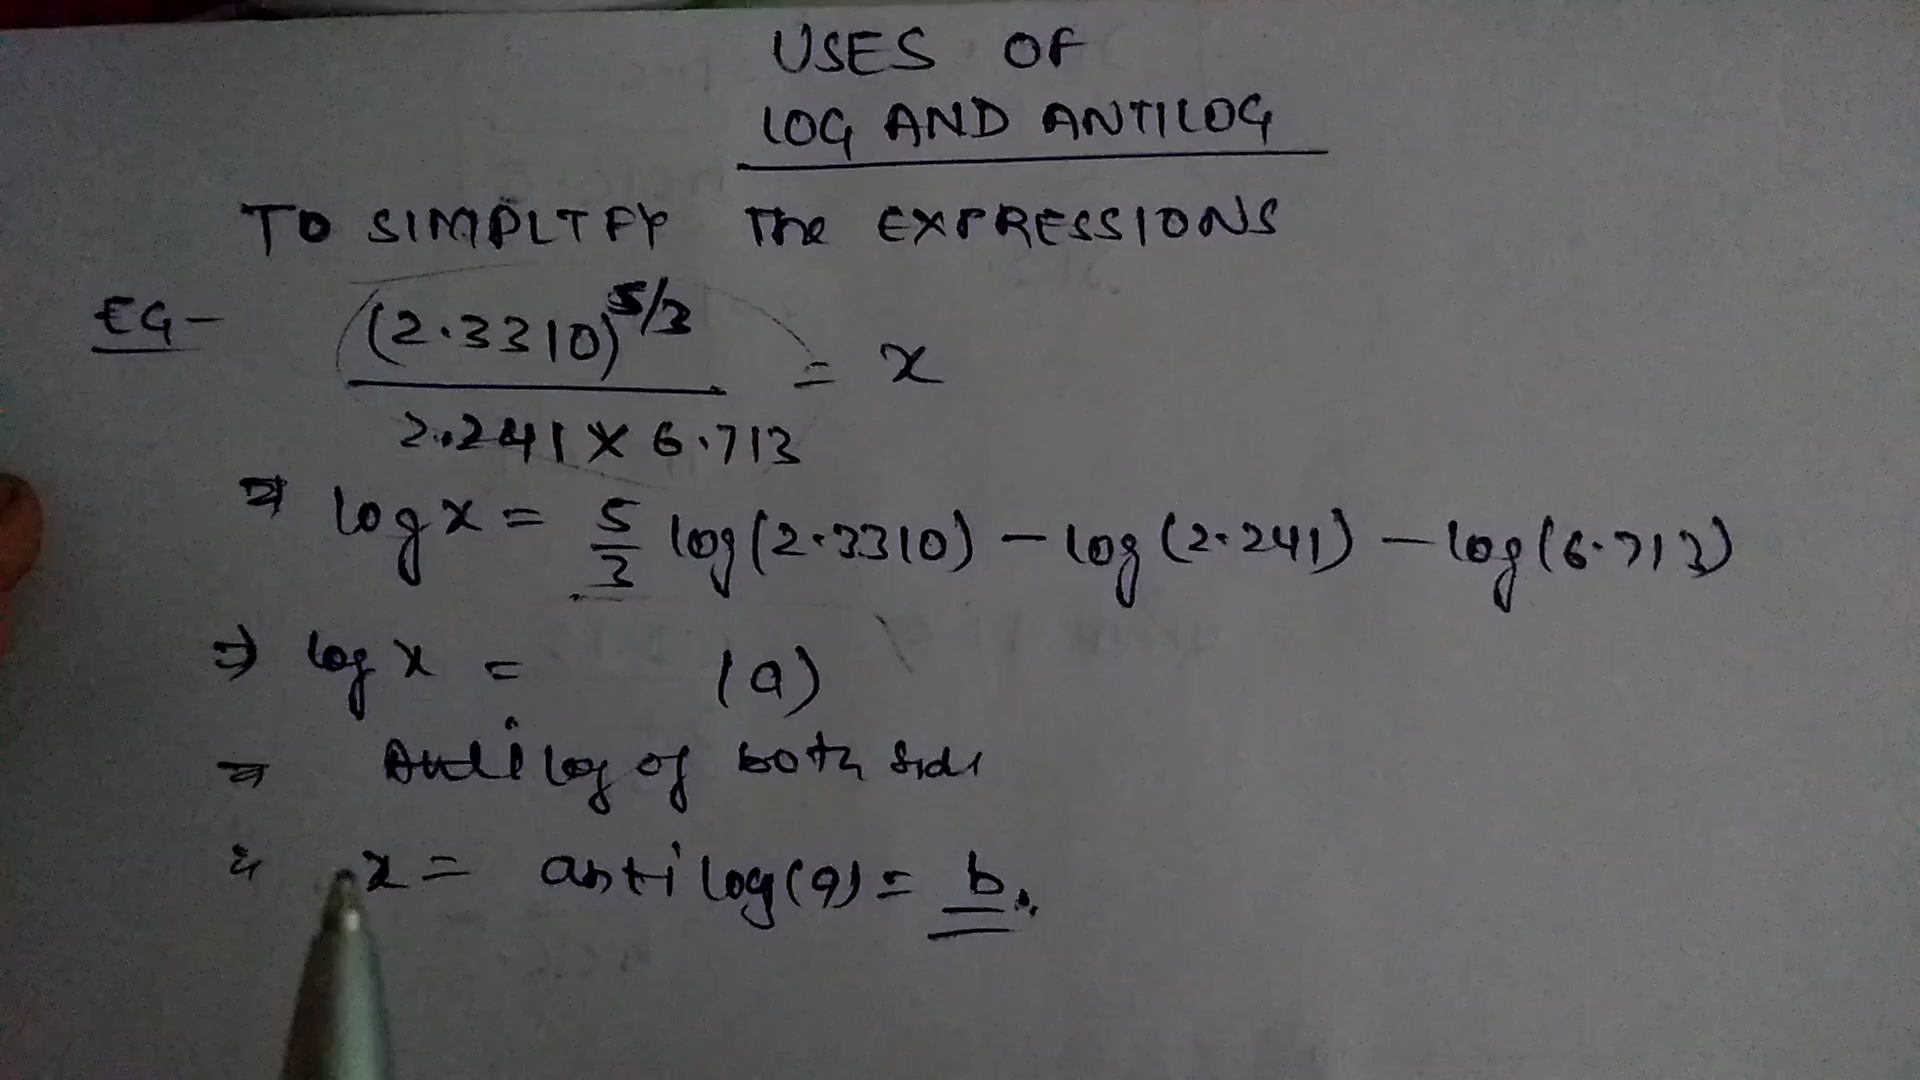 USES OF
LOG AND ANTILOG
TO SIMPLIFY The EXPRESSIONS
EG- (2.3310)^5/3 = x
2.241 × 6.713
⇒ log x = 5/3 log(2.3310) - log(2.241) - log(6.713)
⇒ log x = (a)
⇒ Antilog of both side
x = antilog(a) = b.